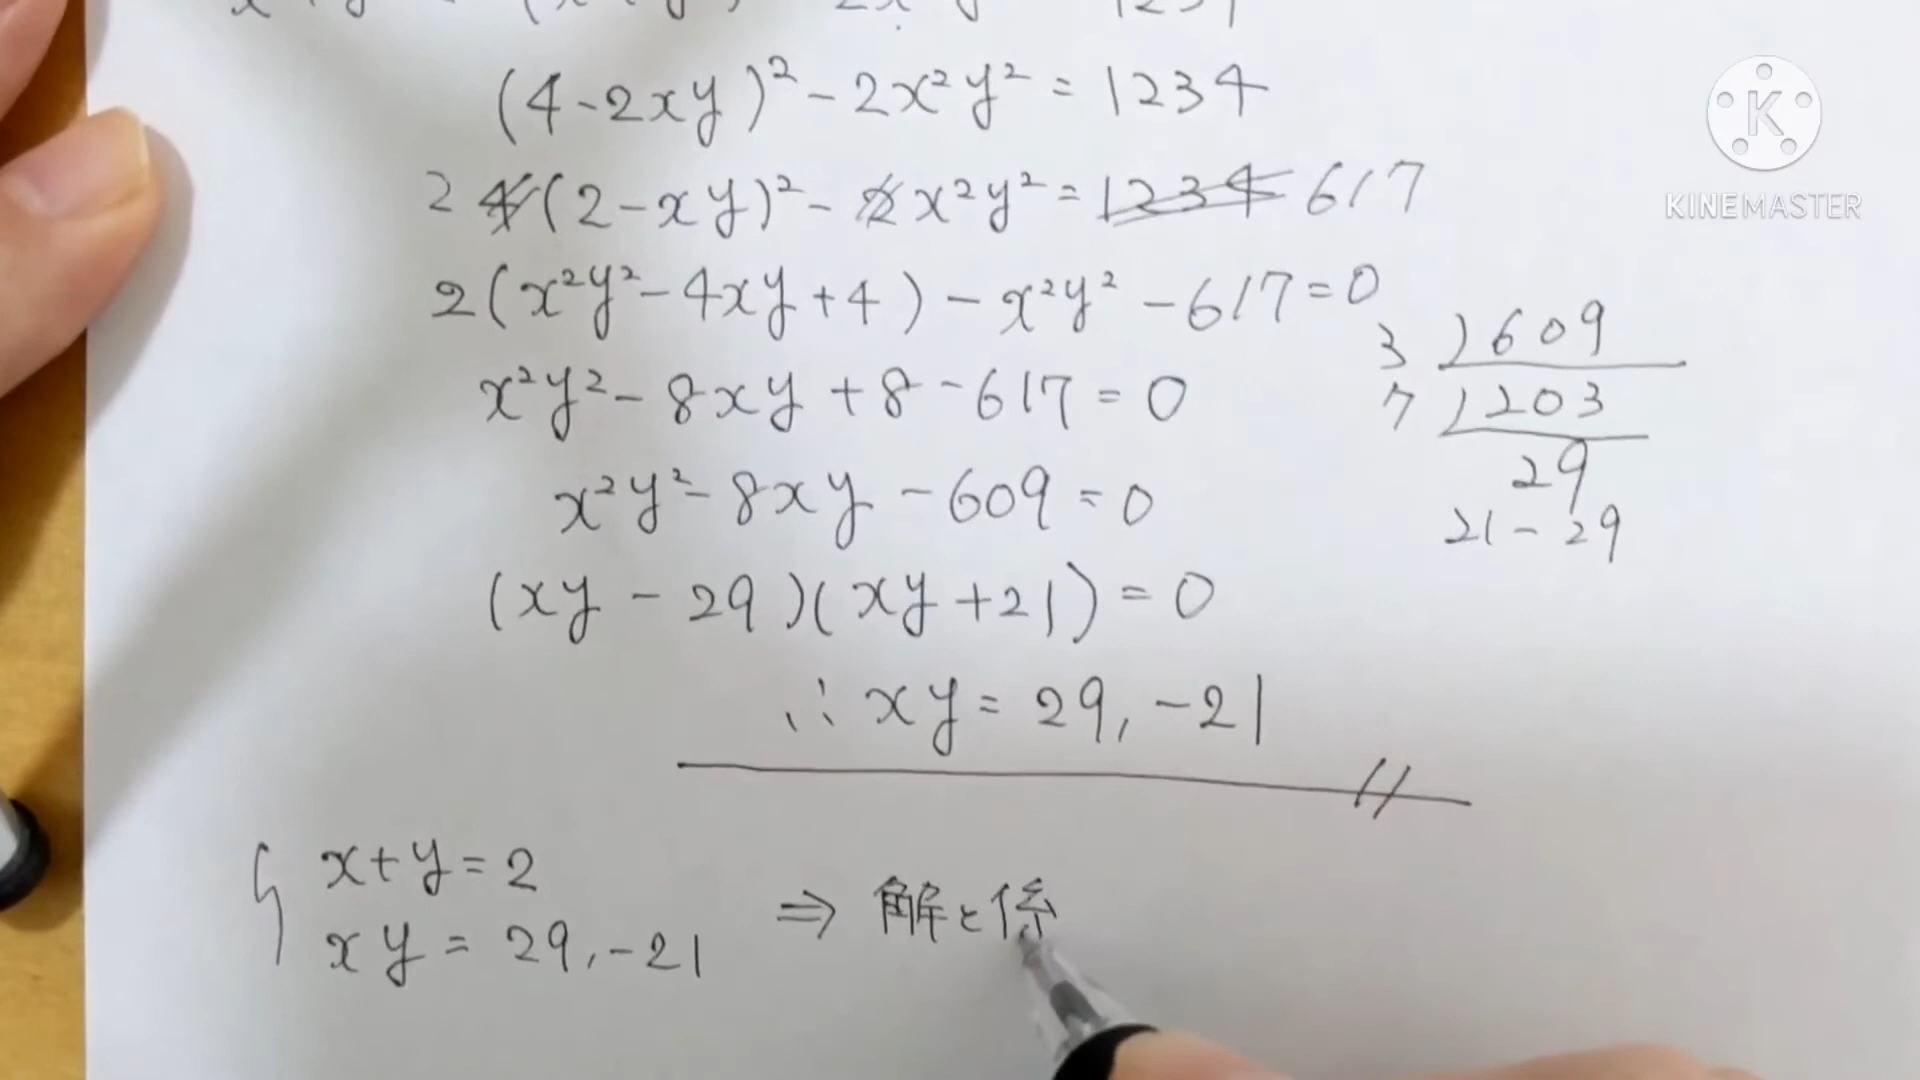 (4-2xy)²-2x²y²=1234
2 4(2-xy)²-2x²y²=1234 617
2(x²y²-4xy+4)-x²y²-617=0
x²y²-8xy+8-617=0
x²y²-8xy-609=0
(xy-29)(xy+21)=0
∴xy=29,-21
3)609
7)203
29
21-29
x+y=2
xy=29,-21
⇒解と係
K
KINEMASTER